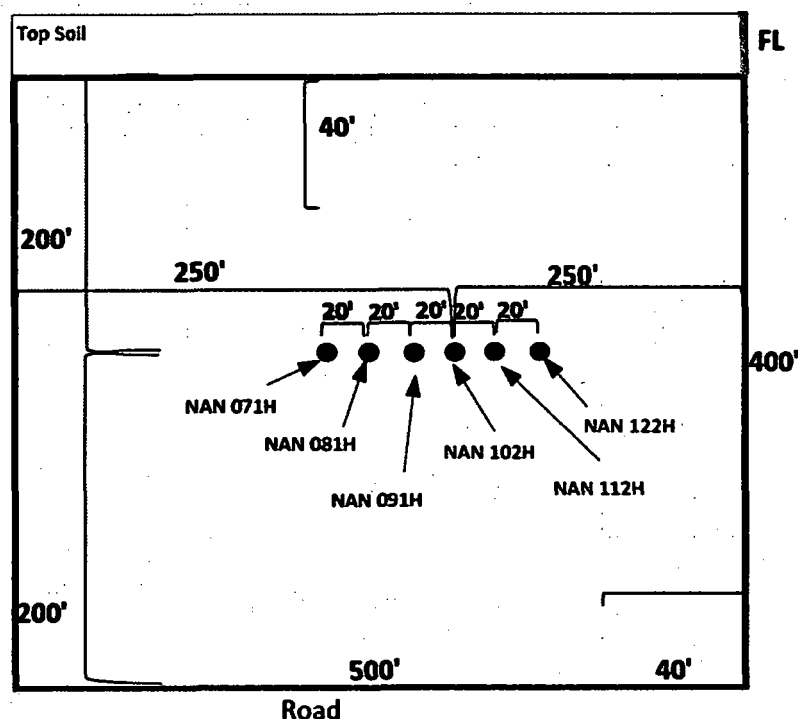 Top Soil
FL
40'
200'
250'
250'
20' 20' 20' 20' 20'
400'
NAN 071H
NAN 081H
NAN 091H
NAN 102H
NAN 112H
NAN 122H
200'
500'
40'
Road